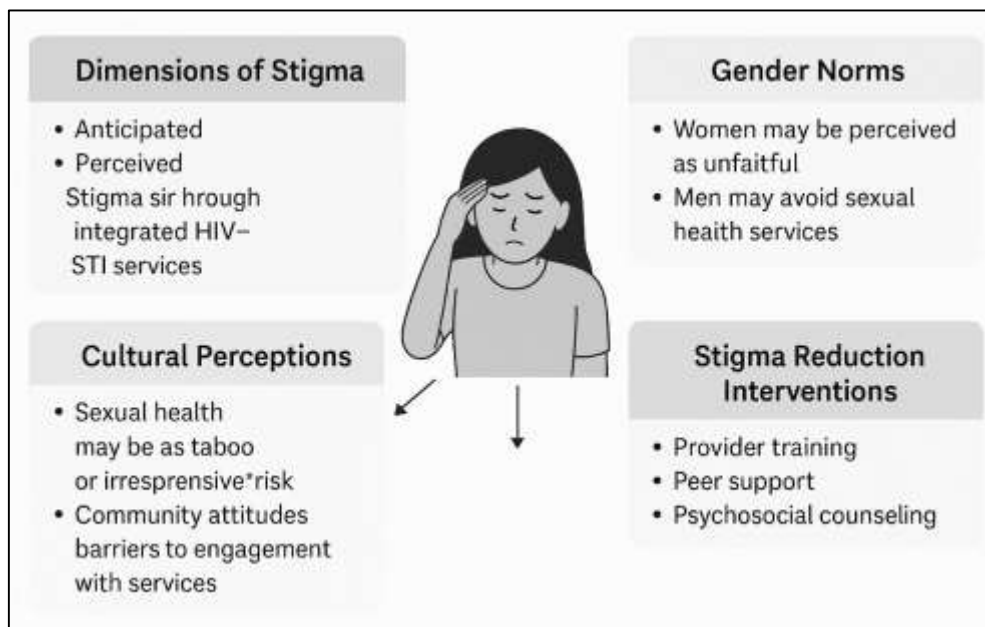 Dimensions of Stigma
• Anticipated
• Perceived
Stigma sir hrough
integrated HIV–
STI services
Gender Norms
• Women may be perceived
as unfaitful
• Men may avoid sexual
health services
Cultural Perceptions
• Sexual health
may be as taboo
or irresprensive*risk
• Community attitudes
barriers to engagement
with services
Stigma Reduction
Interventions
• Provider training
• Peer support
• Psychosocial counseling